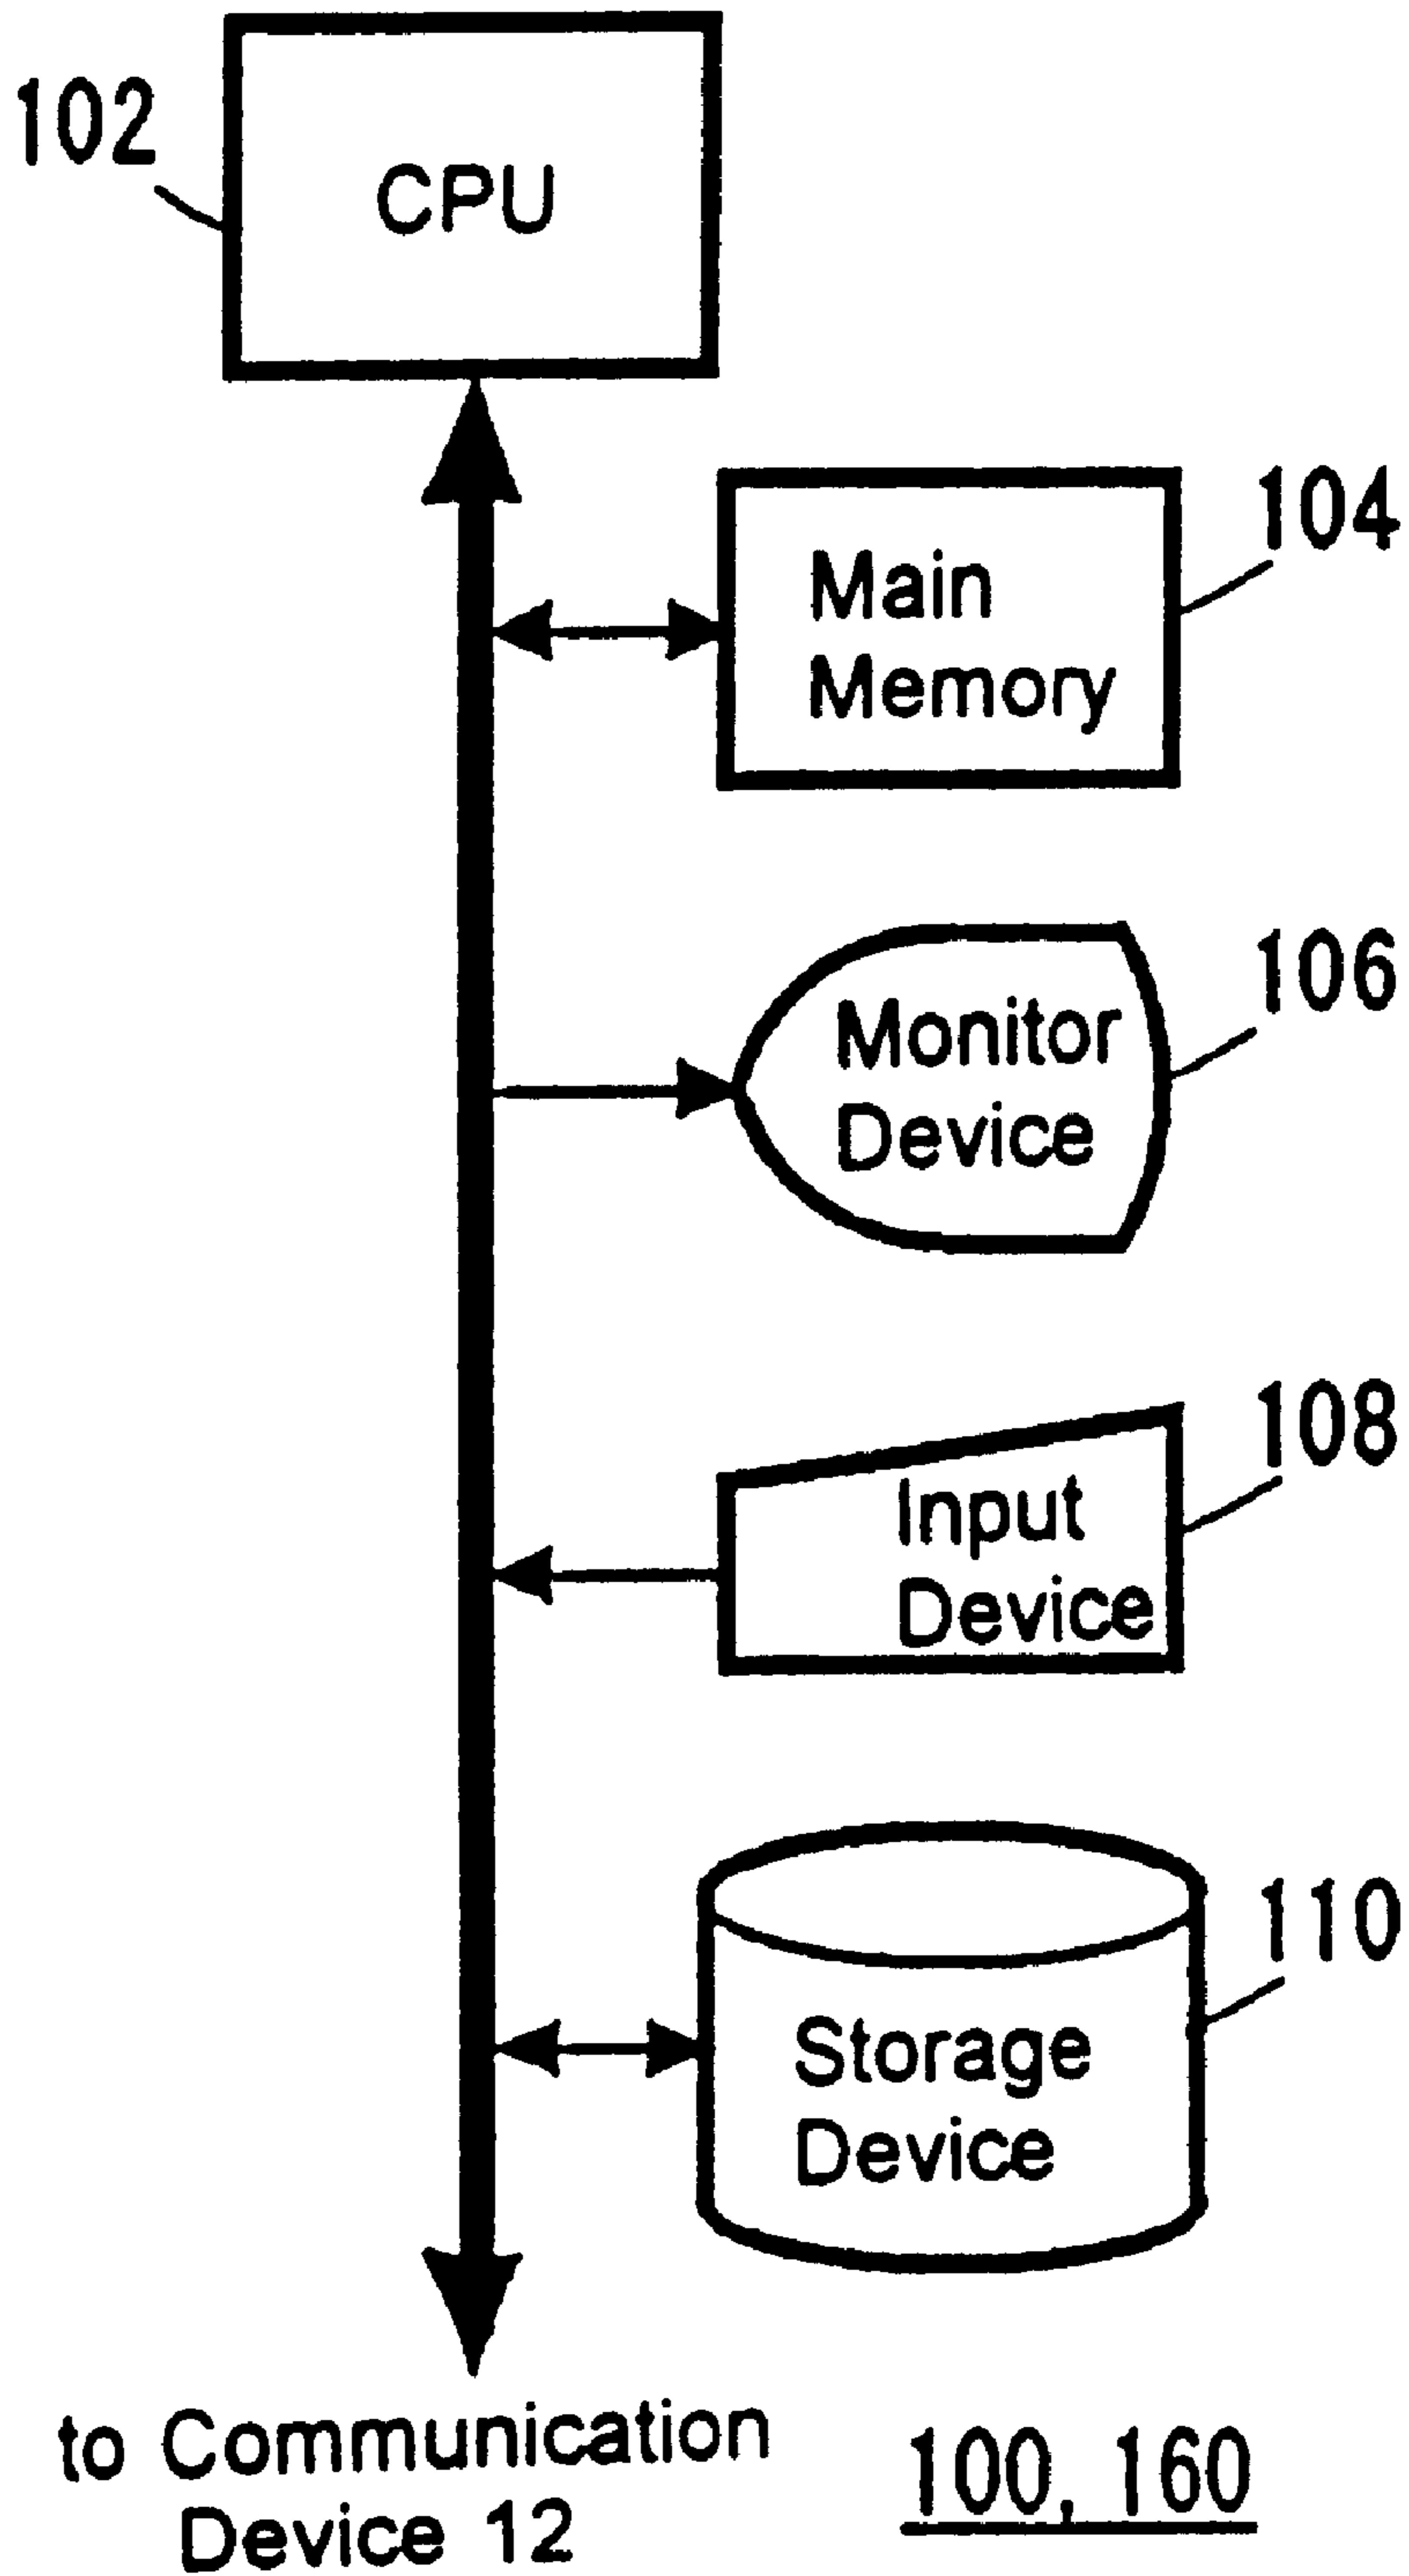 102
CPU
104
Main
Memory
106
Monitor
Device
108
Input
Device
110
Storage
Device
to Communication
Device 12
100, 160